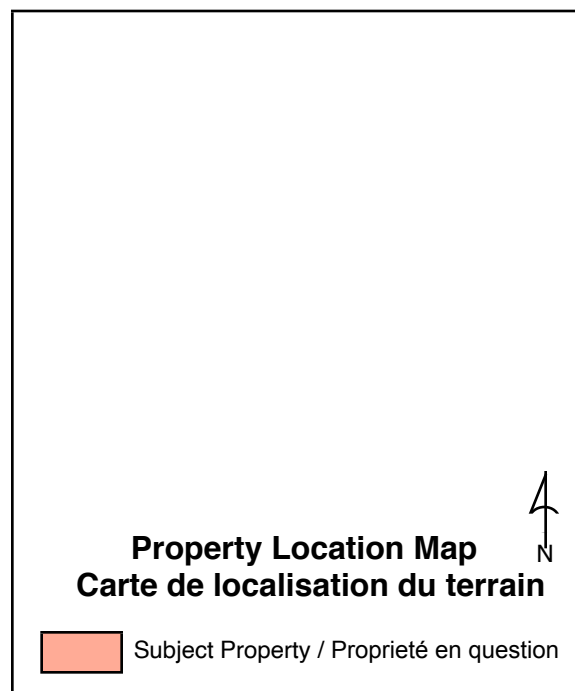 N
Property Location Map
Carte de localisation du terrain
Subject Property / Proprieté en question